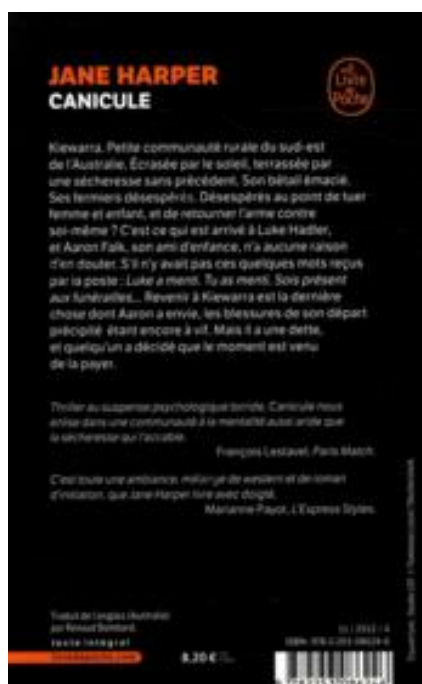 JANE HARPER
CANICULE
Le
Livre
de
Poche
Kiewarra. Petite communauté rurale du sud-est
de l'Australie. Écrasée par le soleil, terrassée par
une sécheresse sans précédent. Son bétail émacié.
Ses fermiers désespérés. Désespérés au point de tuer
femme et enfant, et de retourner l'arme contre
soi-même ? C'est ce qui est arrivé à Luke Hadler,
et Aaron Falk, son ami d'enfance, n'a aucune raison
d'en douter. S'il n'y avait pas ces quelques mots reçus
par la poste : Luke a menti. Tu as menti. Sois présent
aux funérailles... Revenir à Kiewarra est la dernière
chose dont Aaron a envie, les blessures de son départ
précipité étant encore à vif. Mais il a une dette,
et quelqu'un a décidé que le moment est venu
de la payer.
Thriller au suspense psychologique torride, Canicule nous
enlise dans une communauté à la mentalité aussi aride que
la sécheresse qui l'accable.
François Lestavel, Paris Match.
C'est toute une ambiance, mélange de western et de roman
d'initiation, que Jane Harper livre avec doigté.
Marianne Payot, L'Express Styles.
Traduit de l'anglais (Australie)
par Renaud Bombard.
texte intégral
8,20 €